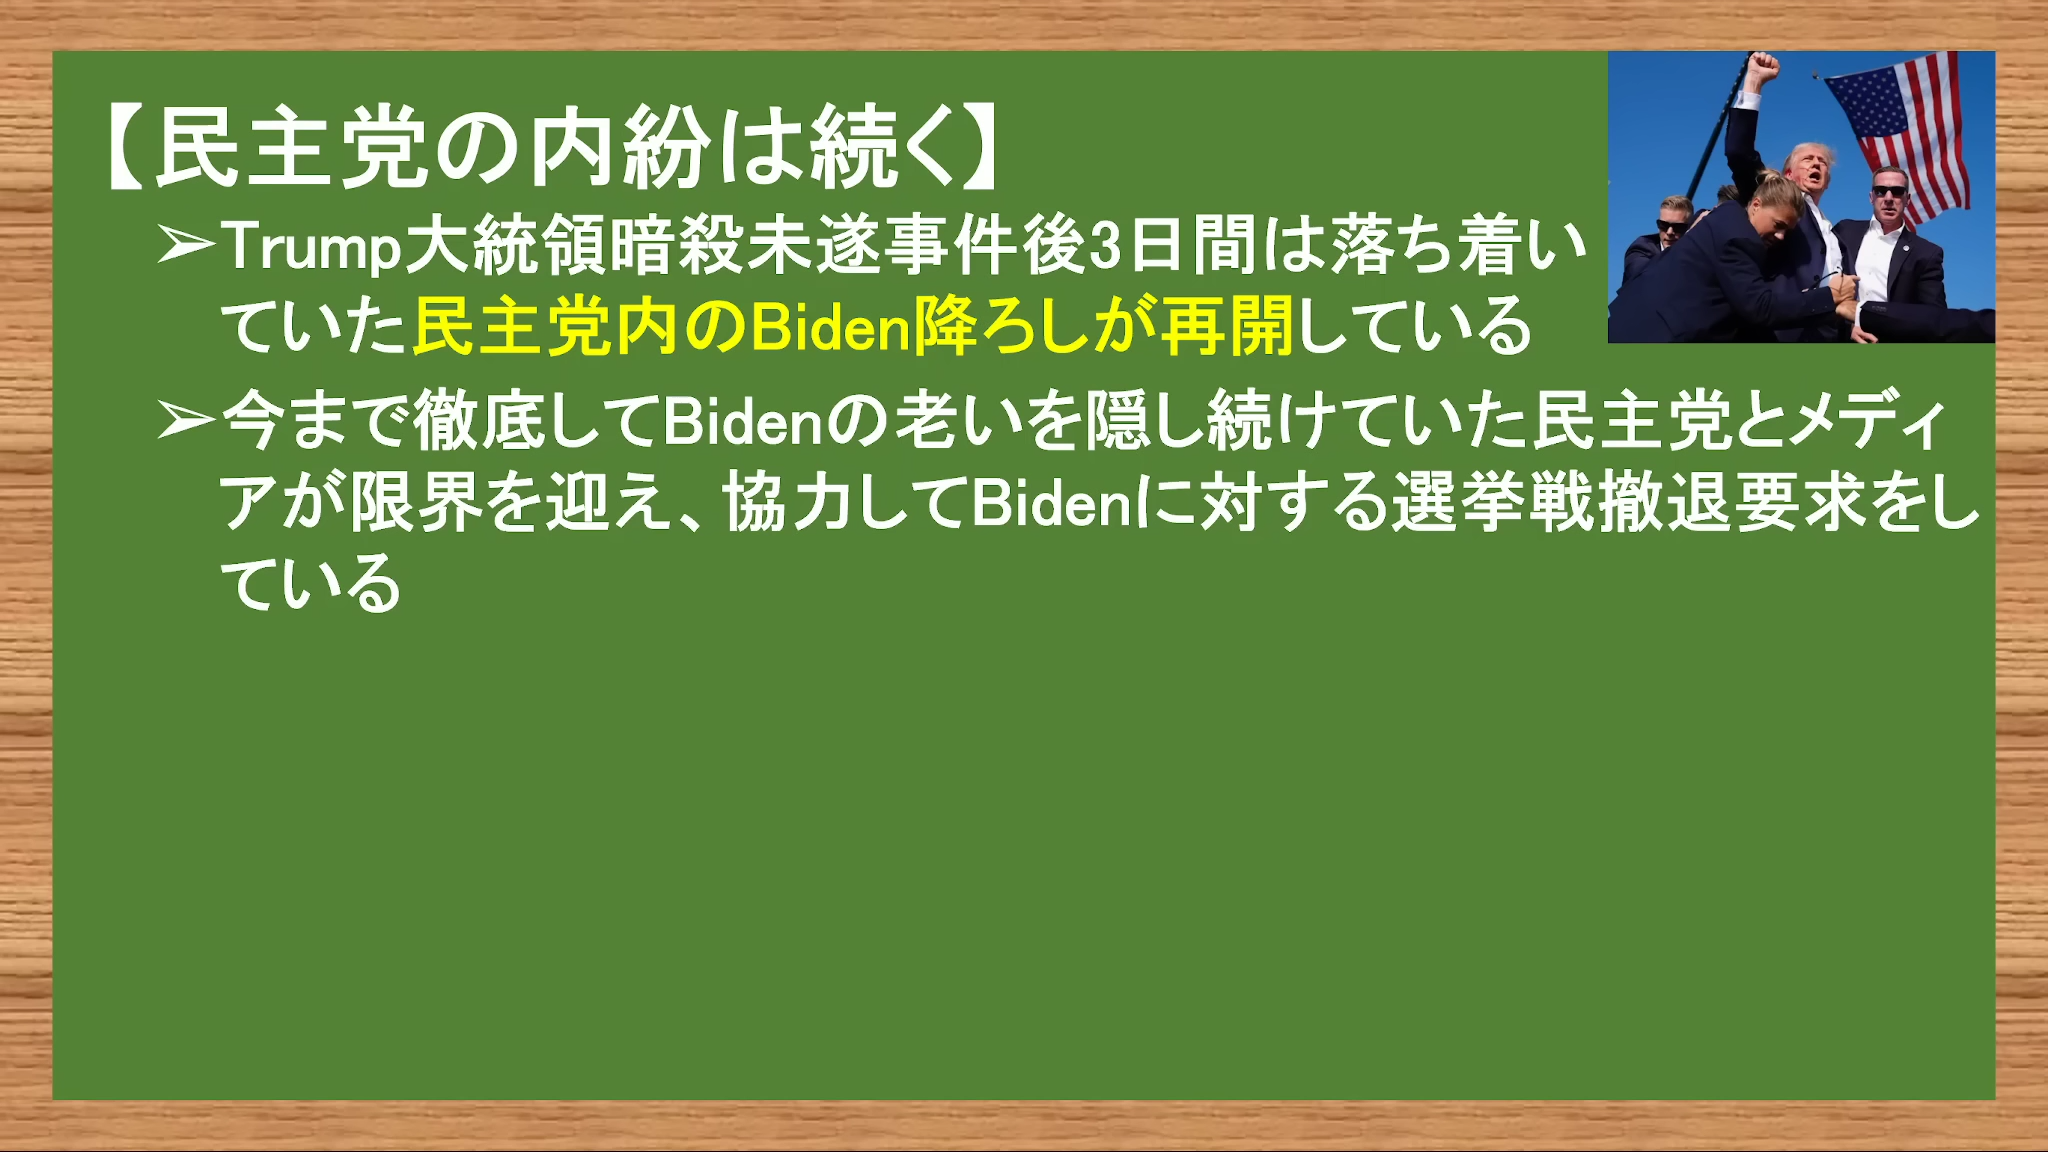 【民主党の内紛は続く】
➢Trump大統領暗殺未遂事件後3日間は落ち着い
ていた民主党内のBiden降ろしが再開している
➢今まで徹底してBidenの老いを隠し続けていた民主党とメディ
アが限界を迎え、協力してBidenに対する選挙戦撤退要求をし
ている